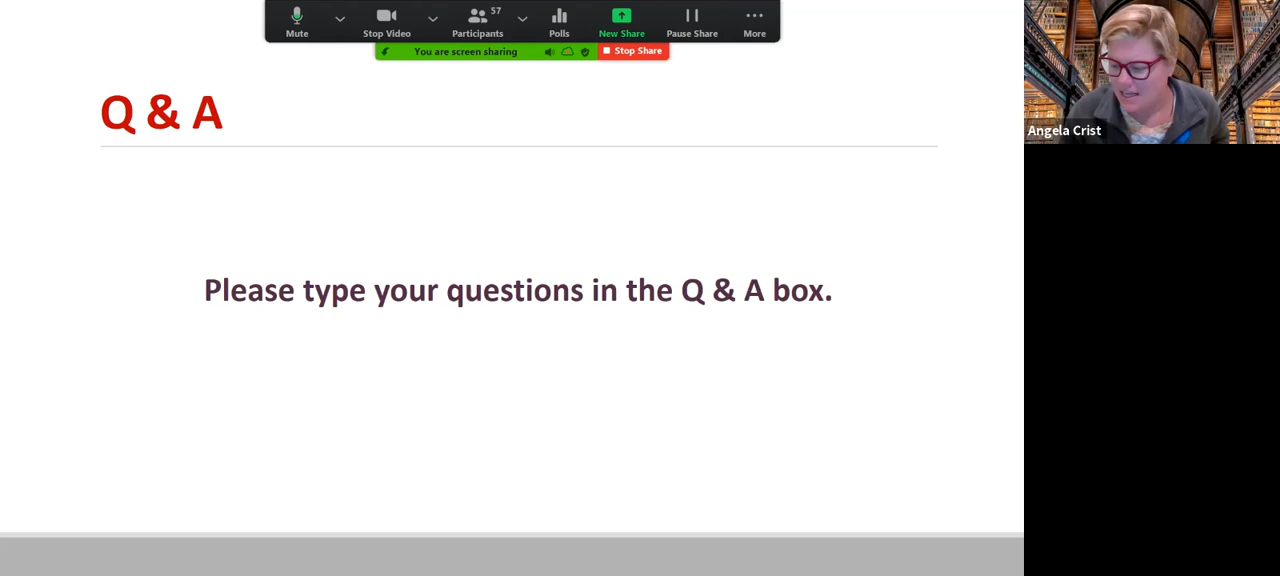 57
Mute
Stop Video
Participants
Polls
New Share
Pause Share
More
You are screen sharing
Stop Share
Q & A
Angela Crist
Please type your questions in the Q & A box.